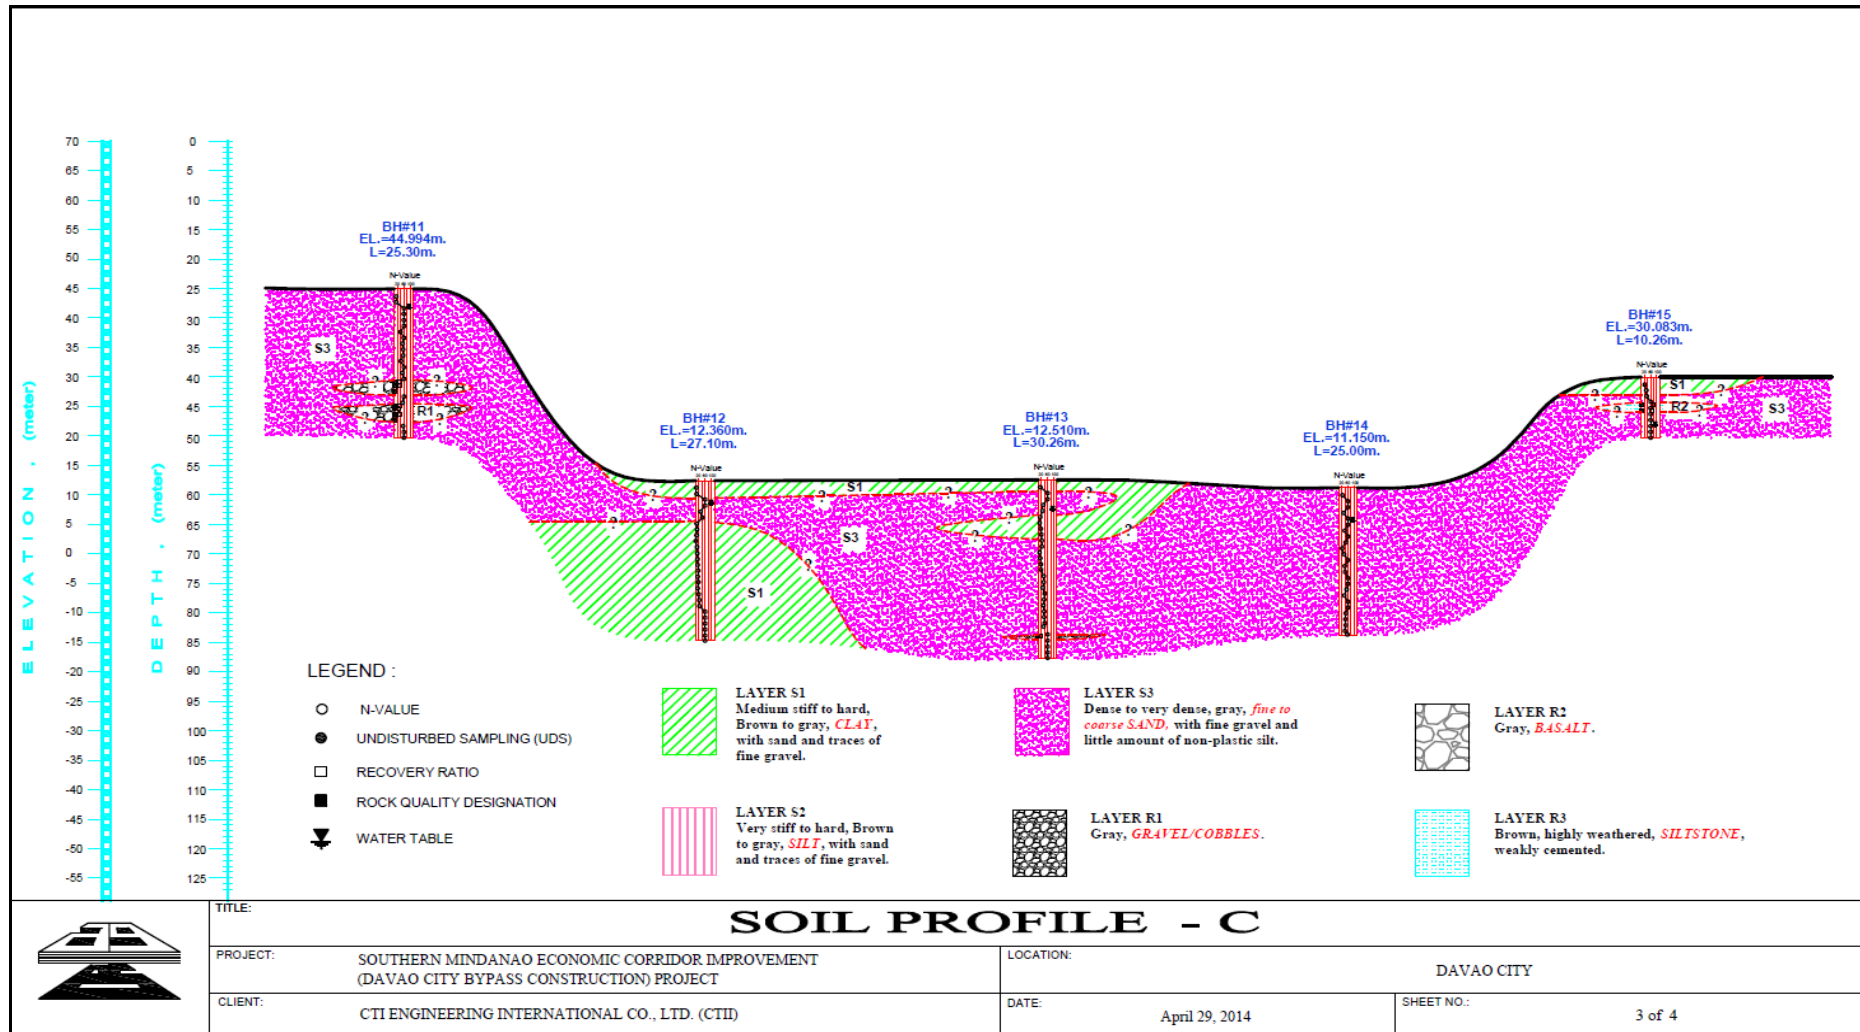 BH#11
EL.=44.994m.
L=25.30m.
N-Value
BH#12
EL.=12.360m.
L=27.10m.
N-Value
BH#13
EL.=12.510m.
L=30.26m.
N-Value
BH#14
EL.=11.150m.
L=25.00m.
N-Value
BH#15
EL.=30.083m.
L=10.26m.
N-Value
ELEVATION , (meter)
70
65
60
55
50
45
40
35
30
25
20
15
10
5
0
-5
-10
-15
-20
-25
-30
-35
-40
-45
-50
-55
DEPTH , (meter)
0
5
10
15
20
25
30
35
40
45
50
55
60
65
70
75
80
85
90
95
100
105
110
115
120
125
S3
R1
S1
S3
S1
S1
R2
S3
LEGEND :
N-VALUE
UNDISTURBED SAMPLING (UDS)
RECOVERY RATIO
ROCK QUALITY DESIGNATION
WATER TABLE
LAYER S1
Medium stiff to hard,
Brown to gray, CLAY,
with sand and traces of
fine gravel.
LAYER S2
Very stiff to hard, Brown
to gray, SILT, with sand
and traces of fine gravel.
LAYER S3
Dense to very dense, gray, fine to
coarse SAND, with fine gravel and
little amount of non-plastic silt.
LAYER R1
Gray, GRAVEL/COBBLES.
LAYER R2
Gray, BASALT.
LAYER R3
Brown, highly weathered, SILTSTONE,
weakly cemented.
TITLE:
SOIL PROFILE - C
PROJECT:
SOUTHERN MINDANAO ECONOMIC CORRIDOR IMPROVEMENT
(DAVAO CITY BYPASS CONSTRUCTION) PROJECT
LOCATION:
DAVAO CITY
CLIENT:
CTI ENGINEERING INTERNATIONAL CO., LTD. (CTII)
DATE:
April 29, 2014
SHEET NO.:
3 of 4